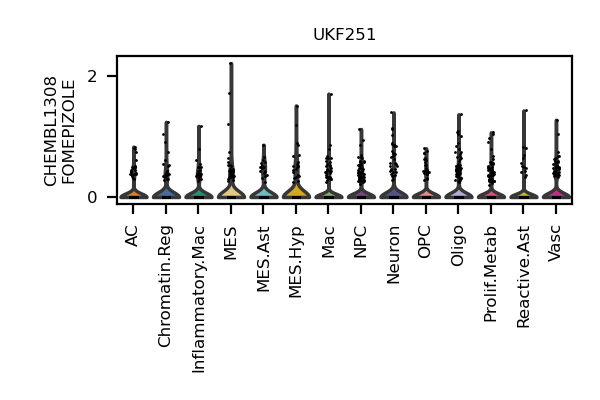 UKF251
CHEMBL1308
FOMEPIZOLE
2
0
AC
Chromatin.Reg
Inflammatory.Mac
MES
MES.Ast
MES.Hyp
Mac
NPC
Neuron
OPC
Oligo
Prolif.Metab
Reactive.Ast
Vasc